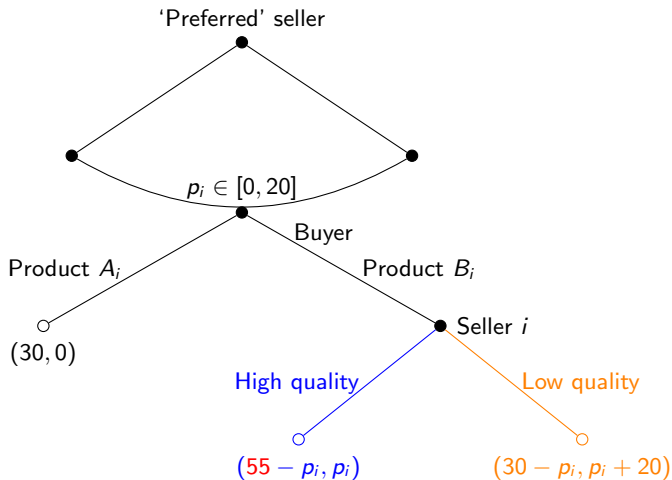 ‘Preferred’ seller
p_i ∈ [0, 20]
Buyer
Product A_i
Product B_i
(30, 0)
Seller i
High quality
Low quality
(55 − p_i, p_i)
(30 − p_i, p_i + 20)